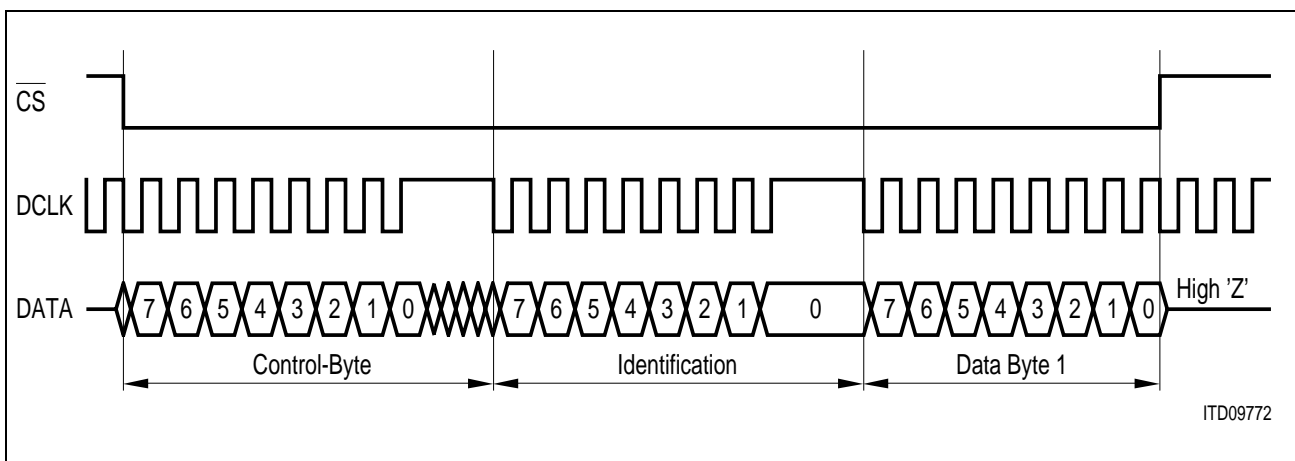 CS
DCLK
DATA
7 6 5 4 3 2 1 0 7 6 5 4 3 2 1 0 7 6 5 4 3 2 1 0 High 'Z'
Control-Byte Identification Data Byte 1
ITD09772